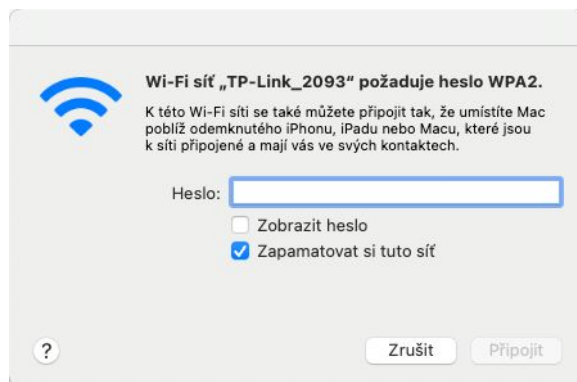 Wi-Fi síť „TP-Link_2093“ požaduje heslo WPA2.
K této Wi-Fi síti se také můžete připojit tak, že umístíte Mac
poblíž odemknutého iPhonu, iPadu nebo Macu, které jsou
k síti připojené a mají vás ve svých kontaktech.
Heslo:
Zobrazit heslo
Zapamatovat si tuto síť
? Zrušit Připojit